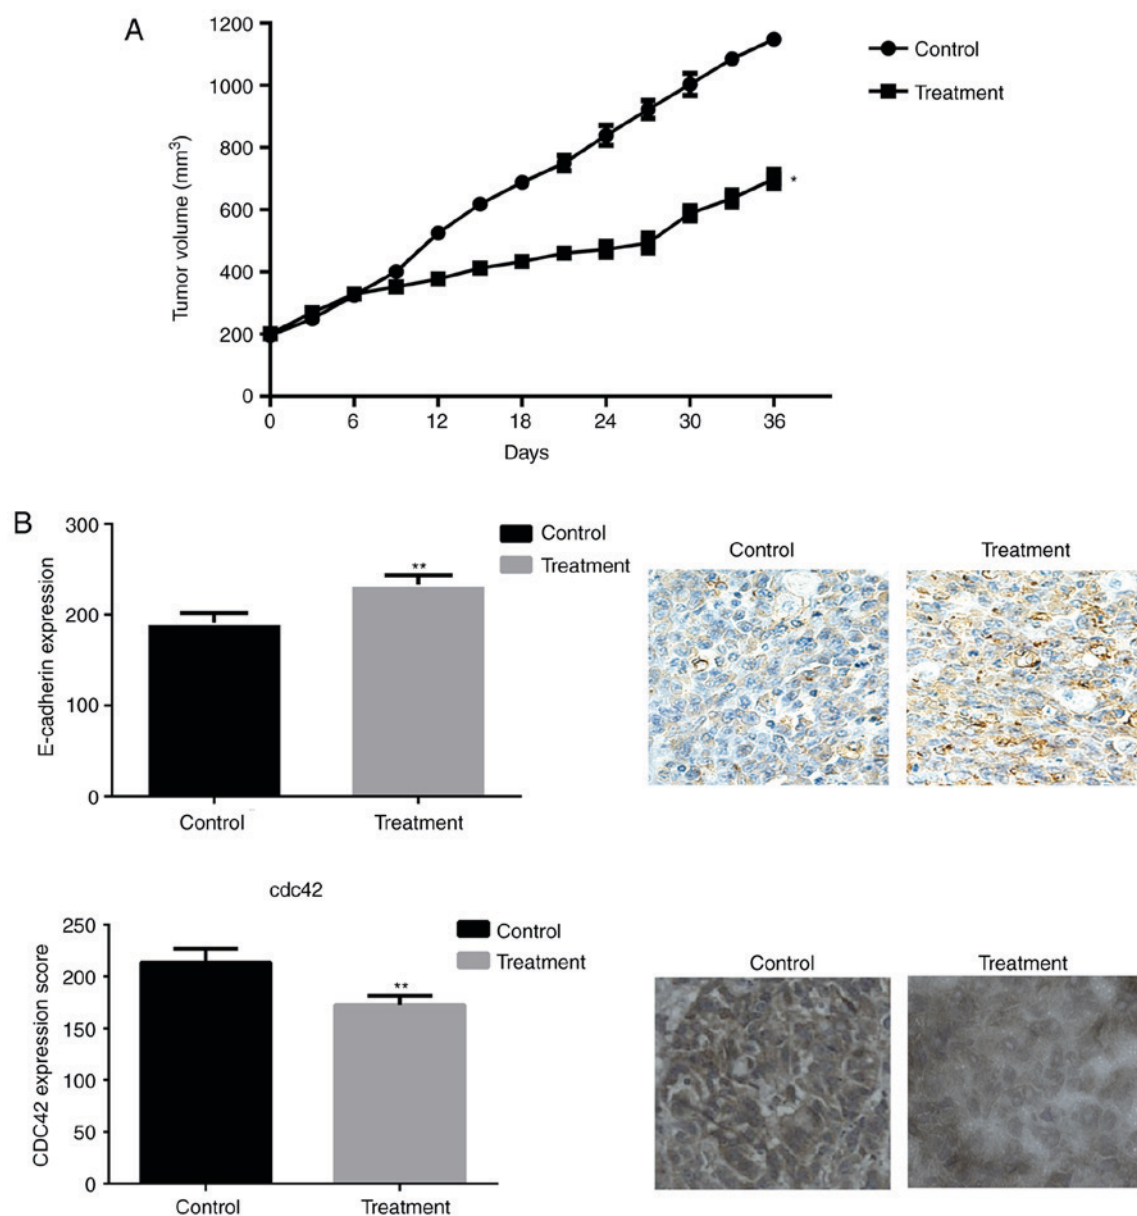 A
1200
1000
800
600
400
200
0
Tumor volume (mm³)
0 6 12 18 24 30 36
Days
Control
Treatment
*
B
300
200
100
0
E-cadherin expression
**
Control Treatment
Control
Treatment
Control Treatment
cdc42
250
200
150
100
50
0
CDC42 expression score
**
Control Treatment
Control
Treatment
Control Treatment